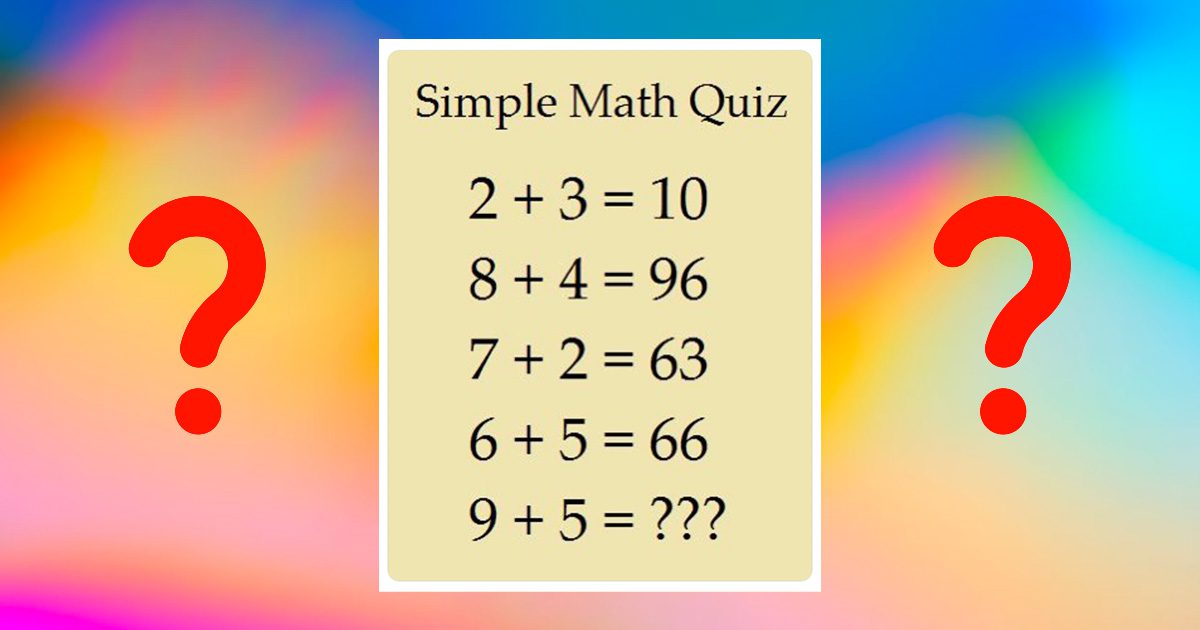 Simple Math Quiz
2 + 3 = 10
8 + 4 = 96
7 + 2 = 63
6 + 5 = 66
9 + 5 = ???
? ?